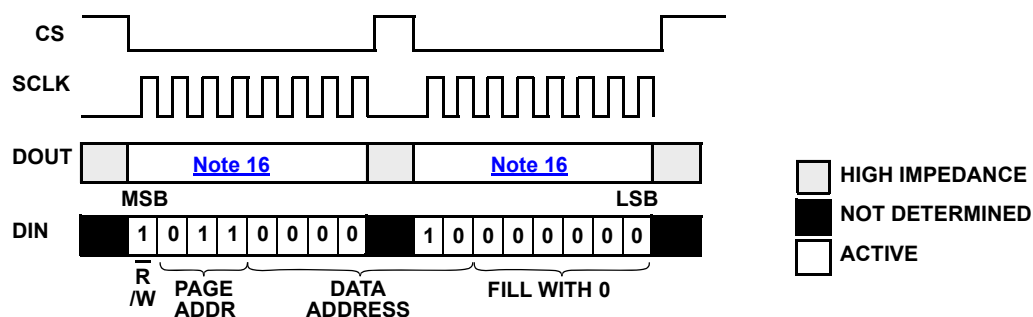 CS
SCLK
DOUT
Note 16
Note 16
MSB
LSB
DIN
1 0 1 1 0 0 0 0
1 0 0 0 0 0 0 0
R
/W
PAGE
ADDR
DATA
ADDRESS
FILL WITH 0
HIGH IMPEDANCE
NOT DETERMINED
ACTIVE